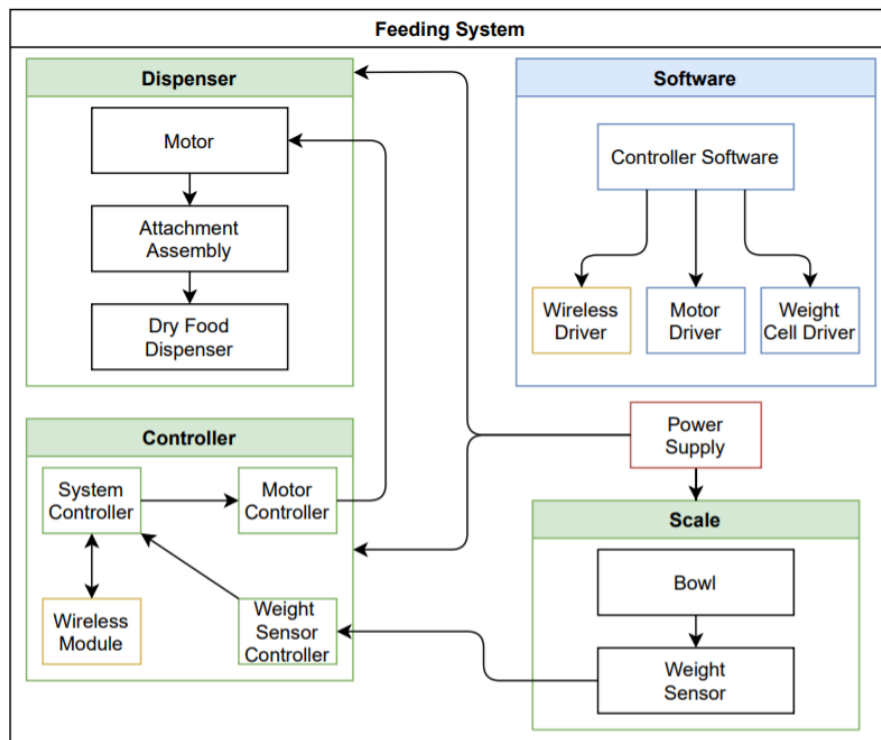 Feeding System
Dispenser
Motor
Attachment
Assembly
Dry Food
Dispenser
Software
Controller Software
Wireless
Driver
Motor
Driver
Weight
Cell Driver
Controller
System
Controller
Motor
Controller
Wireless
Module
Weight
Sensor
Controller
Power
Supply
Scale
Bowl
Weight
Sensor